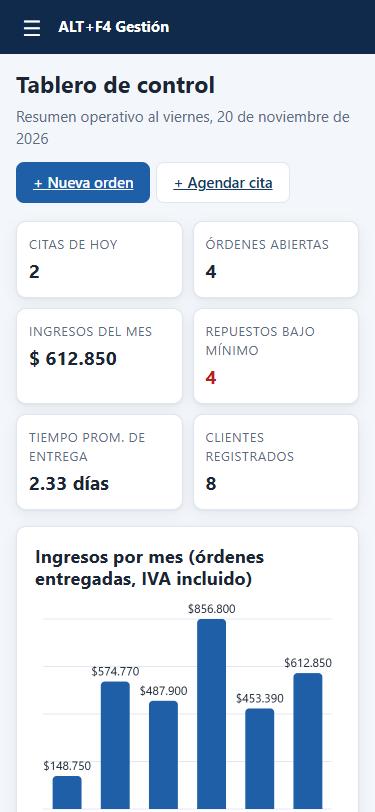 ALT+F4 Gestión
Tablero de control
Resumen operativo al viernes, 20 de noviembre de
2026
+ Nueva orden
+ Agendar cita
CITAS DE HOY
2
ÓRDENES ABIERTAS
4
INGRESOS DEL MES
$ 612.850
REPUESTOS BAJO
MÍNIMO
4
TIEMPO PROM. DE
ENTREGA
2.33 días
CLIENTES
REGISTRADOS
8
Ingresos por mes (órdenes
entregadas, IVA incluido)
$148.750
$574.770
$487.900
$856.800
$453.390
$612.850